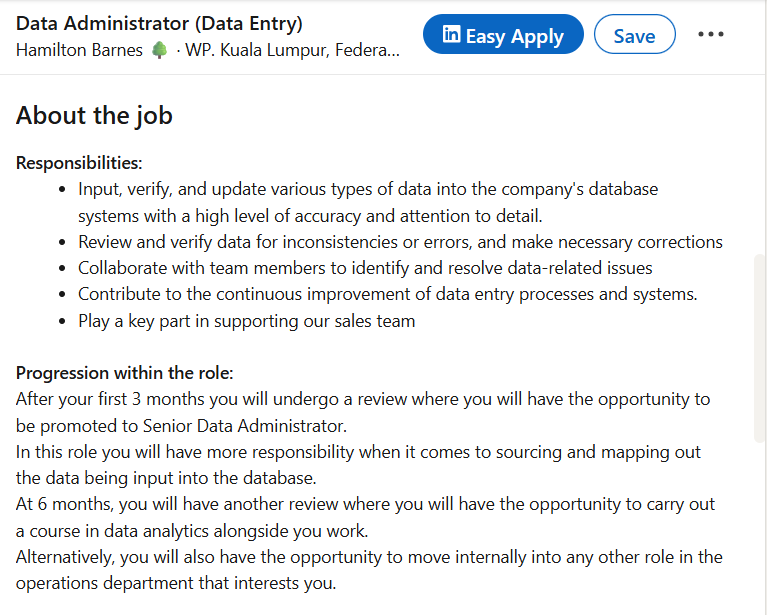 Data Administrator (Data Entry)
Hamilton Barnes 🌳 · WP. Kuala Lumpur, Federa...
in Easy Apply
Save
About the job
Responsibilities:
• Input, verify, and update various types of data into the company's database
systems with a high level of accuracy and attention to detail.
• Review and verify data for inconsistencies or errors, and make necessary corrections
• Collaborate with team members to identify and resolve data-related issues
• Contribute to the continuous improvement of data entry processes and systems.
• Play a key part in supporting our sales team
Progression within the role:
After your first 3 months you will undergo a review where you will have the opportunity to
be promoted to Senior Data Administrator.
In this role you will have more responsibility when it comes to sourcing and mapping out
the data being input into the database.
At 6 months, you will have another review where you will have the opportunity to carry out
a course in data analytics alongside you work.
Alternatively, you will also have the opportunity to move internally into any other role in the
operations department that interests you.